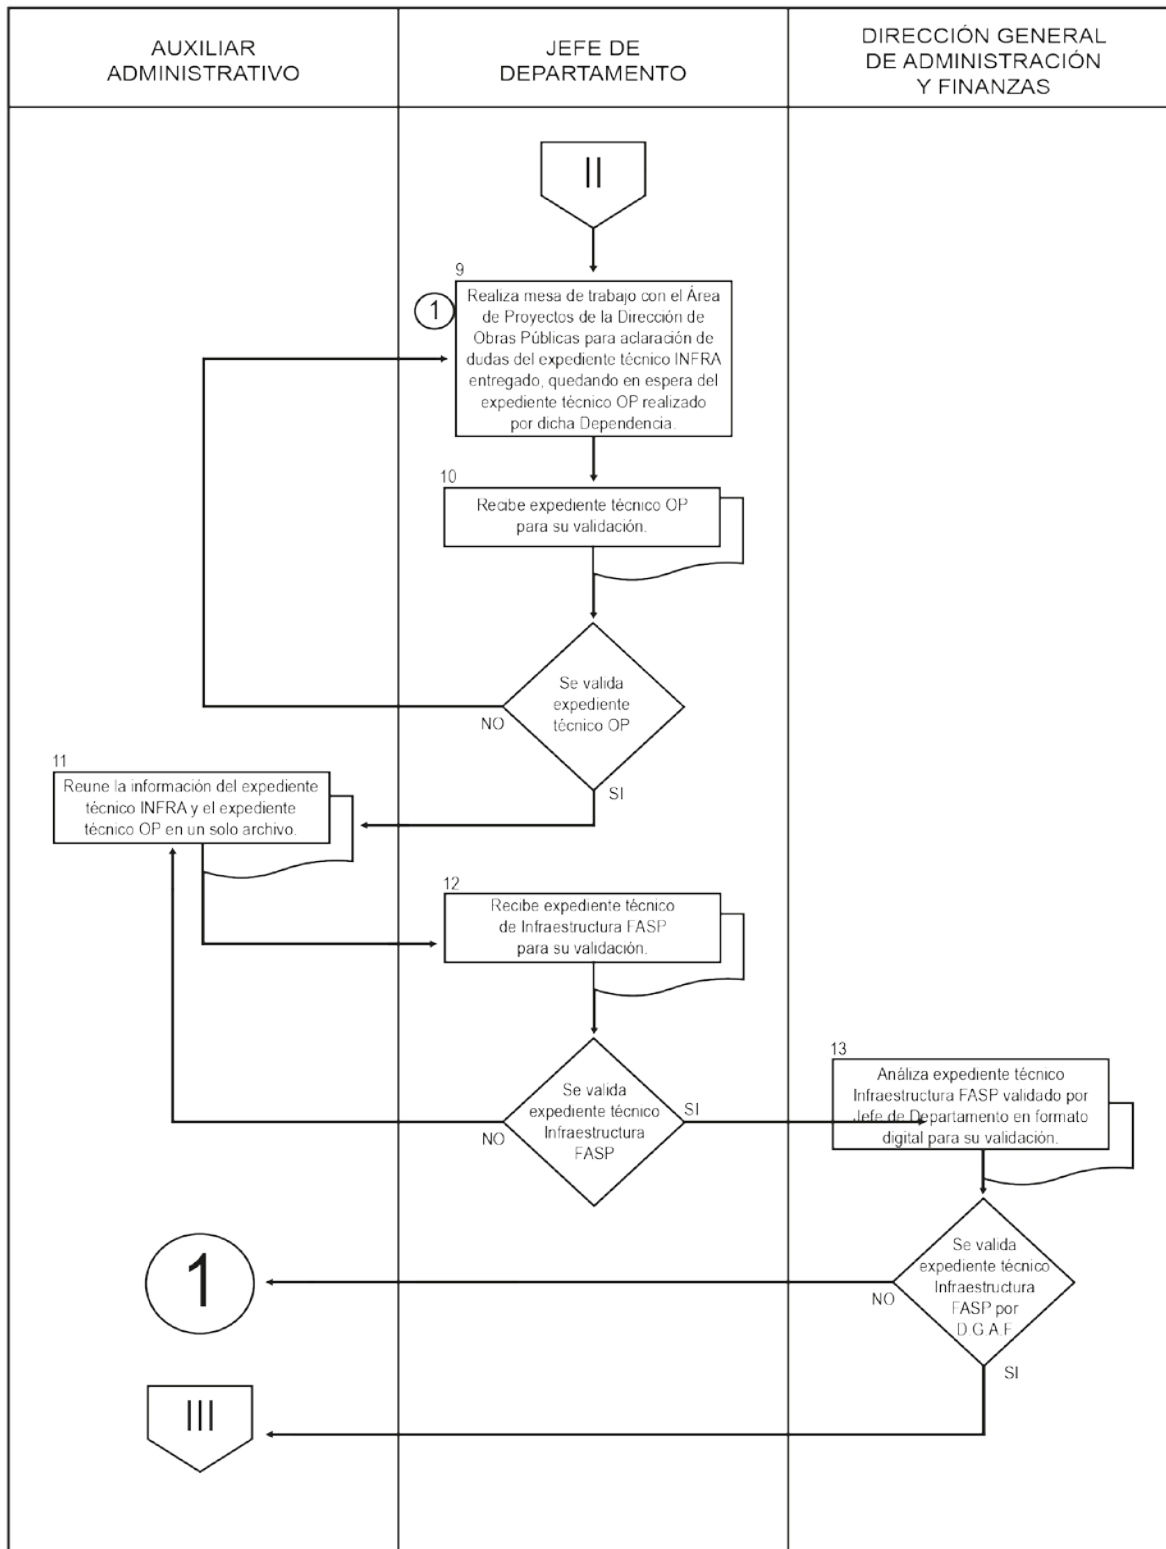 AUXILIAR
ADMINISTRATIVO
JEFE DE
DEPARTAMENTO
DIRECCIÓN GENERAL
DE ADMINISTRACIÓN
Y FINANZAS
II
9
1
Realiza mesa de trabajo con el Área
de Proyectos de la Dirección de
Obras Públicas para aclaración de
dudas del expediente técnico INFRA
entregado, quedando en espera del
expediente técnico OP realizado
por dicha Dependencia.
10
Recibe expediente técnico OP
para su validación.
Se valida
expediente
técnico OP
NO
SI
11
Reune la información del expediente
técnico INFRA y el expediente
técnico OP en un solo archivo.
12
Recibe expediente técnico
de Infraestructura FASP
para su validación.
Se valida
expediente técnico
Infraestructura
FASP
NO
SI
13
Análiza expediente técnico
Infraestructura FASP validado por
Jefe de Departamento en formato
digital para su validación.
Se valida
expediente técnico
Infraestructura
FASP por
D.G.A.F
NO
SI
1
III